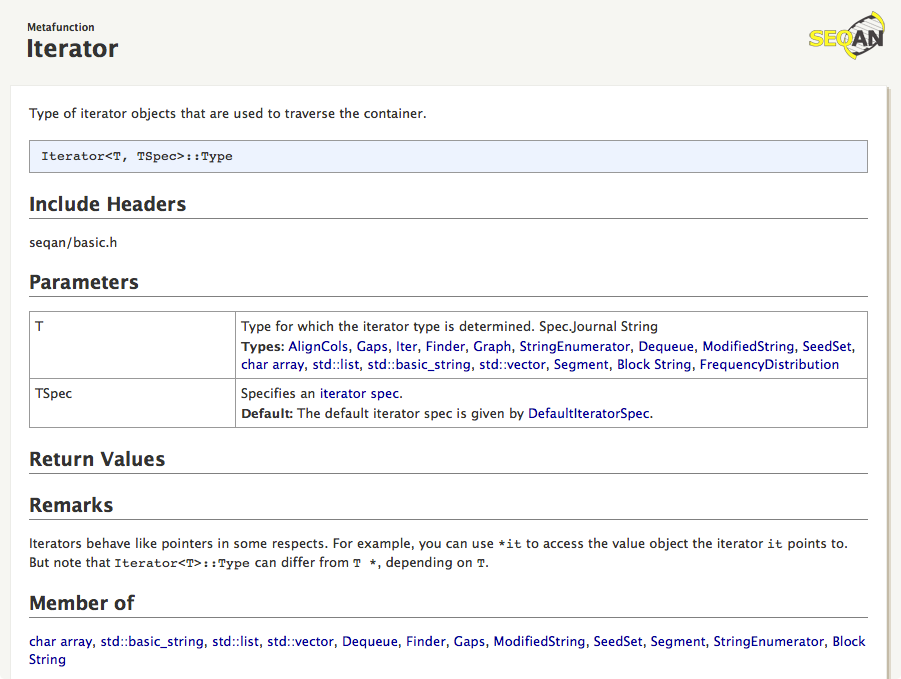 Metafunction
Iterator
SEQAN
Type of iterator objects that are used to traverse the container.
Iterator<T, TSpec>::Type
Include Headers
seqan/basic.h
Parameters
T
Type for which the iterator type is determined. Spec.Journal String
Types: AlignCols, Gaps, Iter, Finder, Graph, StringEnumerator, Dequeue, ModifiedString, SeedSet,
char array, std::list, std::basic_string, std::vector, Segment, Block String, FrequencyDistribution
TSpec
Specifies an iterator spec.
Default: The default iterator spec is given by DefaultIteratorSpec.
Return Values
Remarks
Iterators behave like pointers in some respects. For example, you can use *it to access the value object the iterator it points to.
But note that Iterator<T>::Type can differ from T *, depending on T.
Member of
char array, std::basic_string, std::list, std::vector, Dequeue, Finder, Gaps, ModifiedString, SeedSet, Segment, StringEnumerator, Block
String